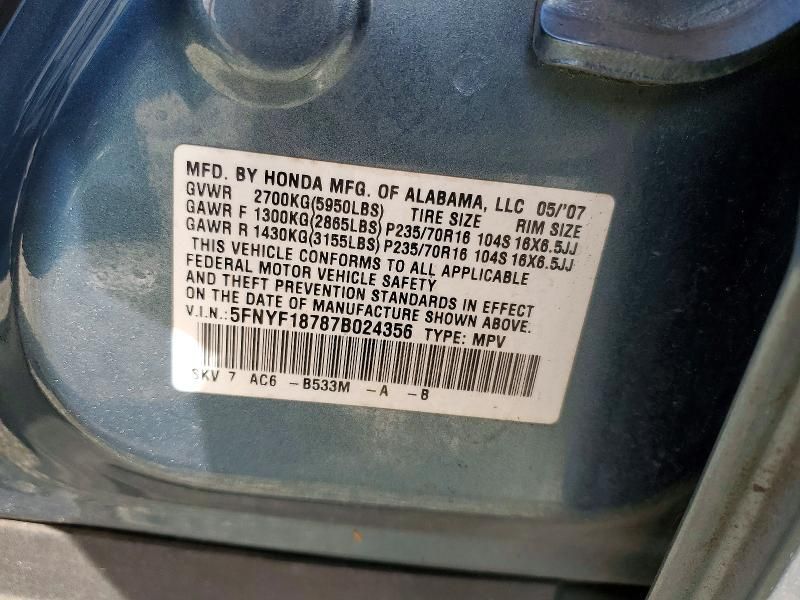 MFD. BY HONDA MFG. OF ALABAMA, LLC 05/'07
GVWR 2700KG(5950LBS) TIRE SIZE RIM SIZE
GAWR F 1300KG(2865LBS) P235/70R16 104S 16X6.5JJ
GAWR R 1430KG(3155LBS) P235/70R16 104S 16X6.5JJ
THIS VEHICLE CONFORMS TO ALL APPLICABLE
FEDERAL MOTOR VEHICLE SAFETY
AND THEFT PREVENTION STANDARDS IN EFFECT
ON THE DATE OF MANUFACTURE SHOWN ABOVE.
V.I.N.: 5FNYF18787B024356 TYPE: MPV
SKV 7 AC6 -B533M -A -B